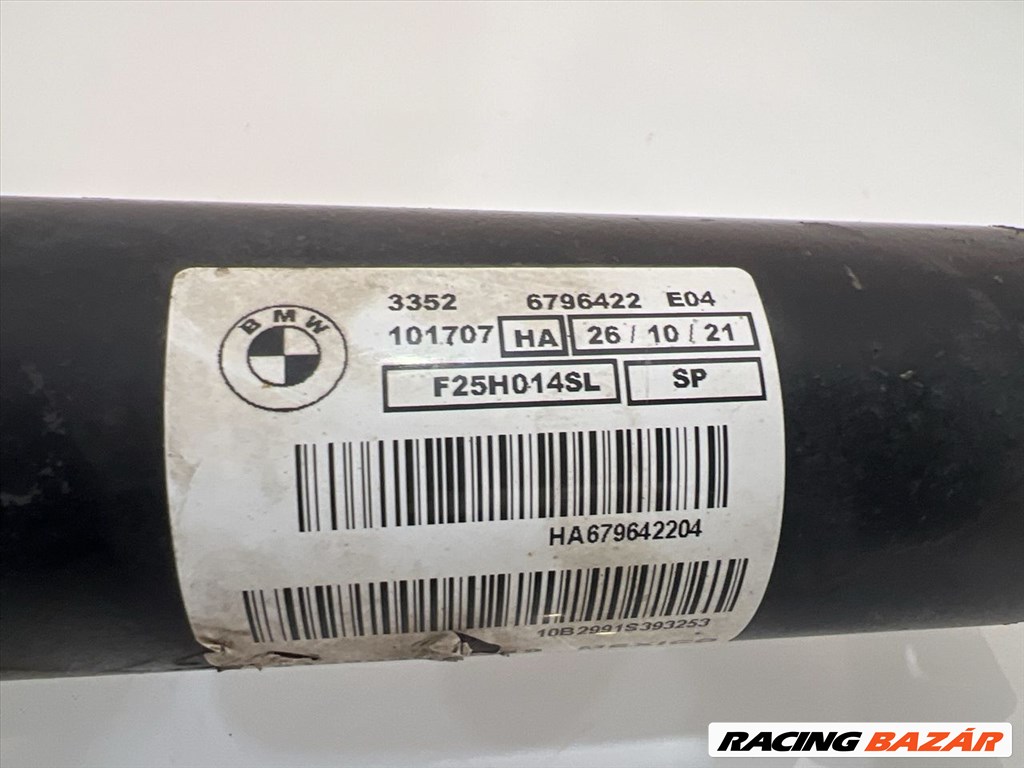 BMW
3352 6796422 E04
101707 HA 26 / 10 / 21
F25H014SL SP
HA679642204
10B2991S393253
RACING BAZÁR